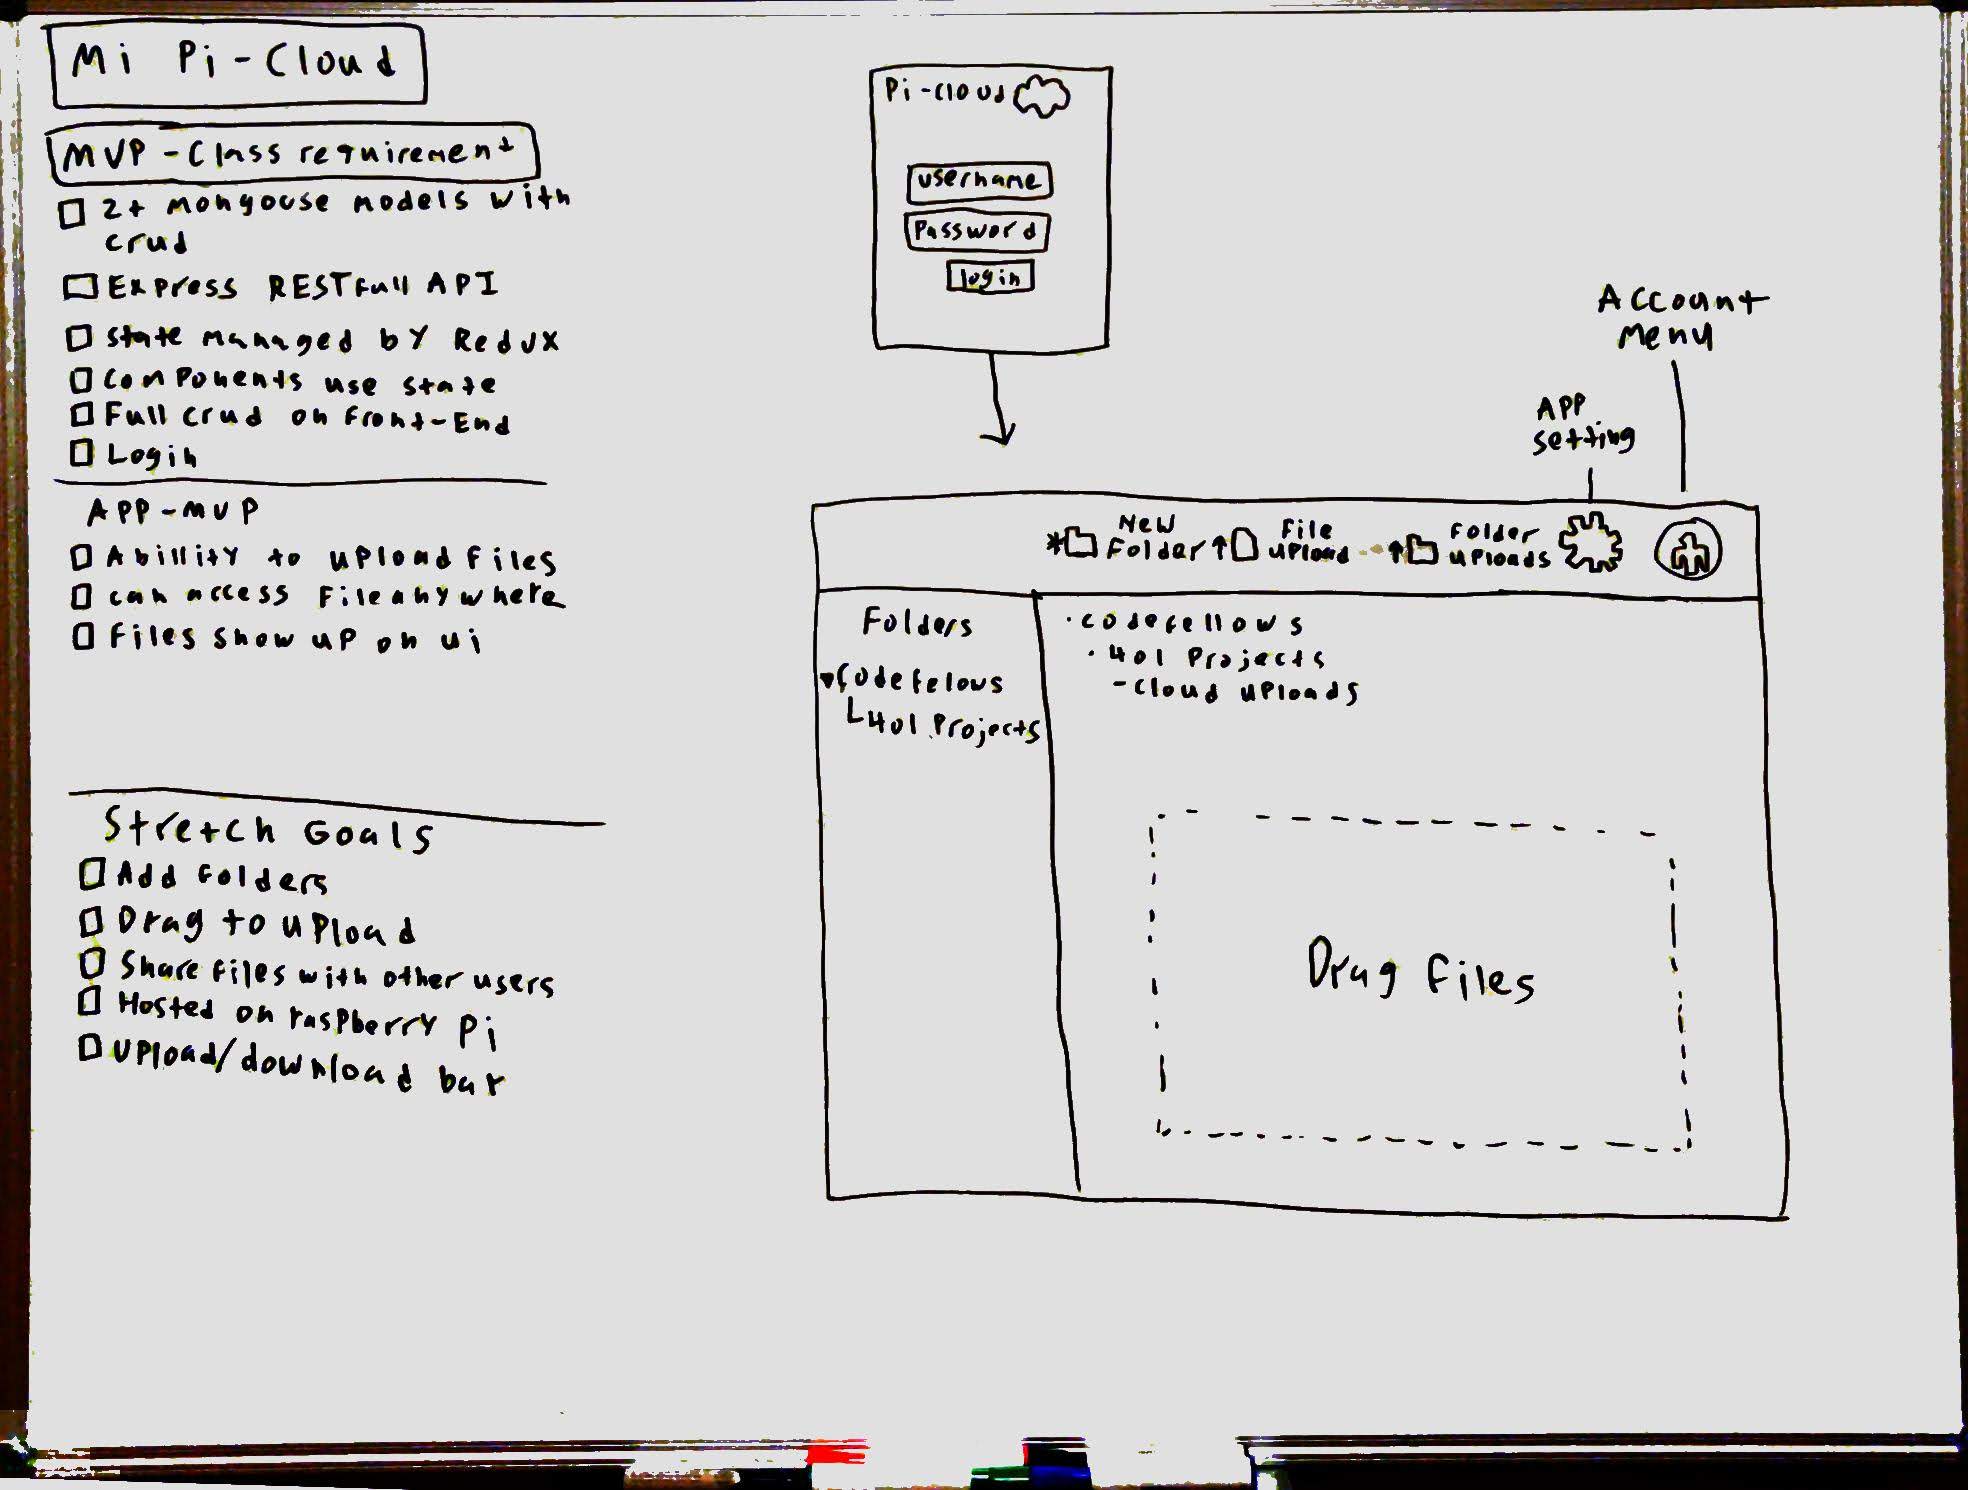 Mi Pi-Cloud
MVP - Class requirement
2+ mongouse models with
crud
Express RESTfull API
State managed by Redux
Components use state
Full crud on Front-End
Login
APP-MVP
Abillity to upload files
can access File anywhere
Files show up on ui
Stretch Goals
Add folders
Drag to upload
Share files with other users
Hosted on raspberry Pi
Upload/download bar
Pi-cloud
username
Password
login
Account
Menu
APP
setting
* New
Folder
↑ File
upload
↑ Folder
uploads
Folders
▾Codefelows
└401 Projects
· codefellows
· 401 Projects
- cloud uploads
Drag files